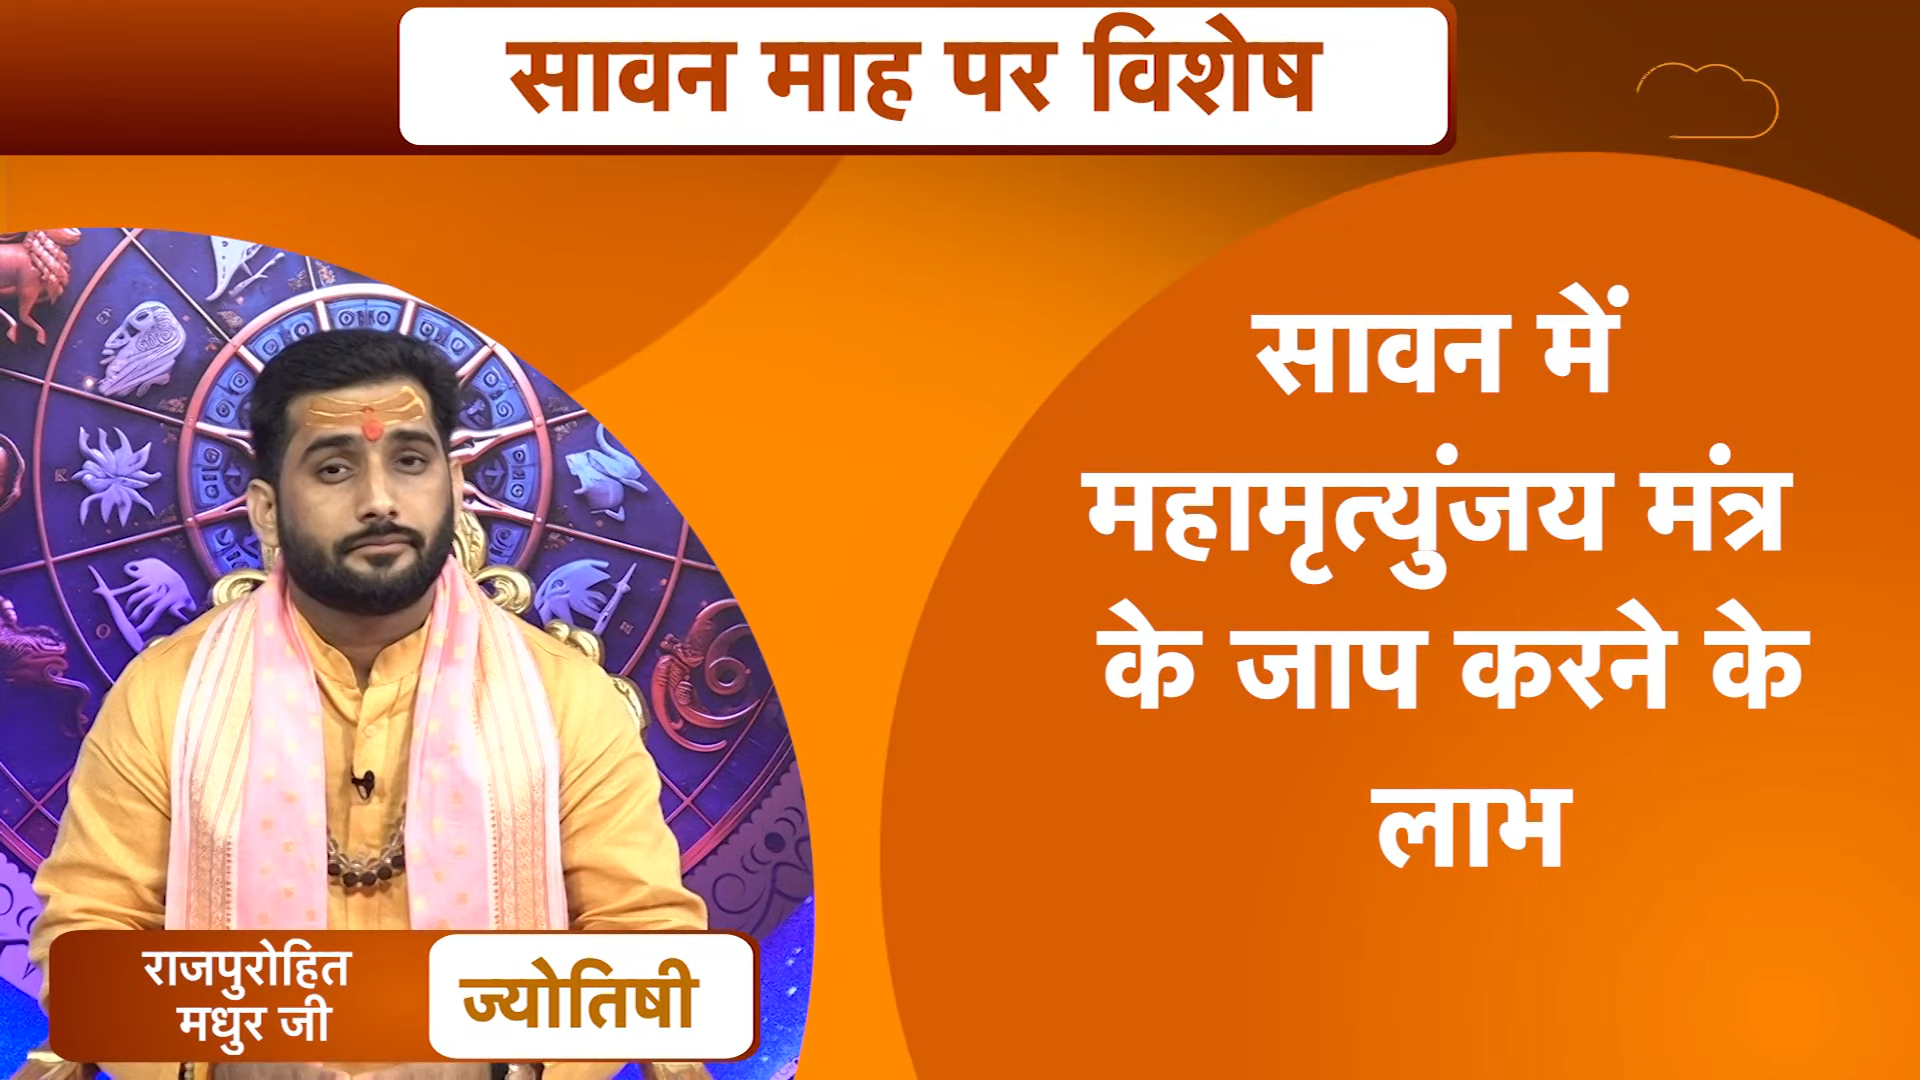 सावन माह पर विशेष
सावन में
महामृत्युंजय मंत्र
के जाप करने के
लाभ
राजपुरोहित
मधुर जी
ज्योतिषी